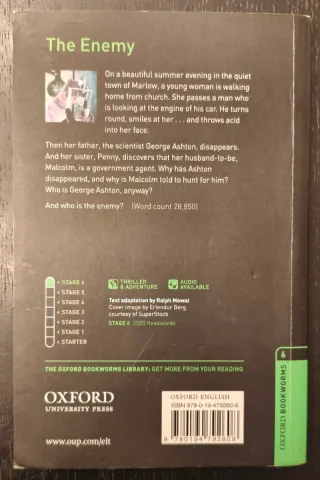 The Enemy
On a beautiful summer evening in the quiet
town of Marlow, a young woman is walking
home from church. She passes a man who
is looking at the engine of his car. He turns
round, smiles at her . . . and throws acid
into her face.
Then her father, the scientist George Ashton, disappears.
And her sister, Penny, discovers that her husband-to-be,
Malcolm, is a government agent. Why has Ashton
disappeared, and why is Malcolm told to hunt for him?
Who is George Ashton, anyway?
And who is the enemy? (Word count 28,850)
• STAGE 6
• STAGE 5
• STAGE 4
• STAGE 3
• STAGE 2
• STAGE 1
• STARTER
THRILLER & ADVENTURE
AUDIO AVAILABLE
Text adaptation by Ralph Mowat
Cover image by Erlendur Berg
courtesy of SuperStock
STAGE 6 2500 Headwords
THE OXFORD BOOKWORMS LIBRARY: GET MORE FROM YOUR READING
6
OXFORD BOOKWORMS
OXFORD
UNIVERSITY PRESS
www.oup.com/elt
OXFORD ENGLISH
ISBN 978-0-19-479260-8
9 780194 792608